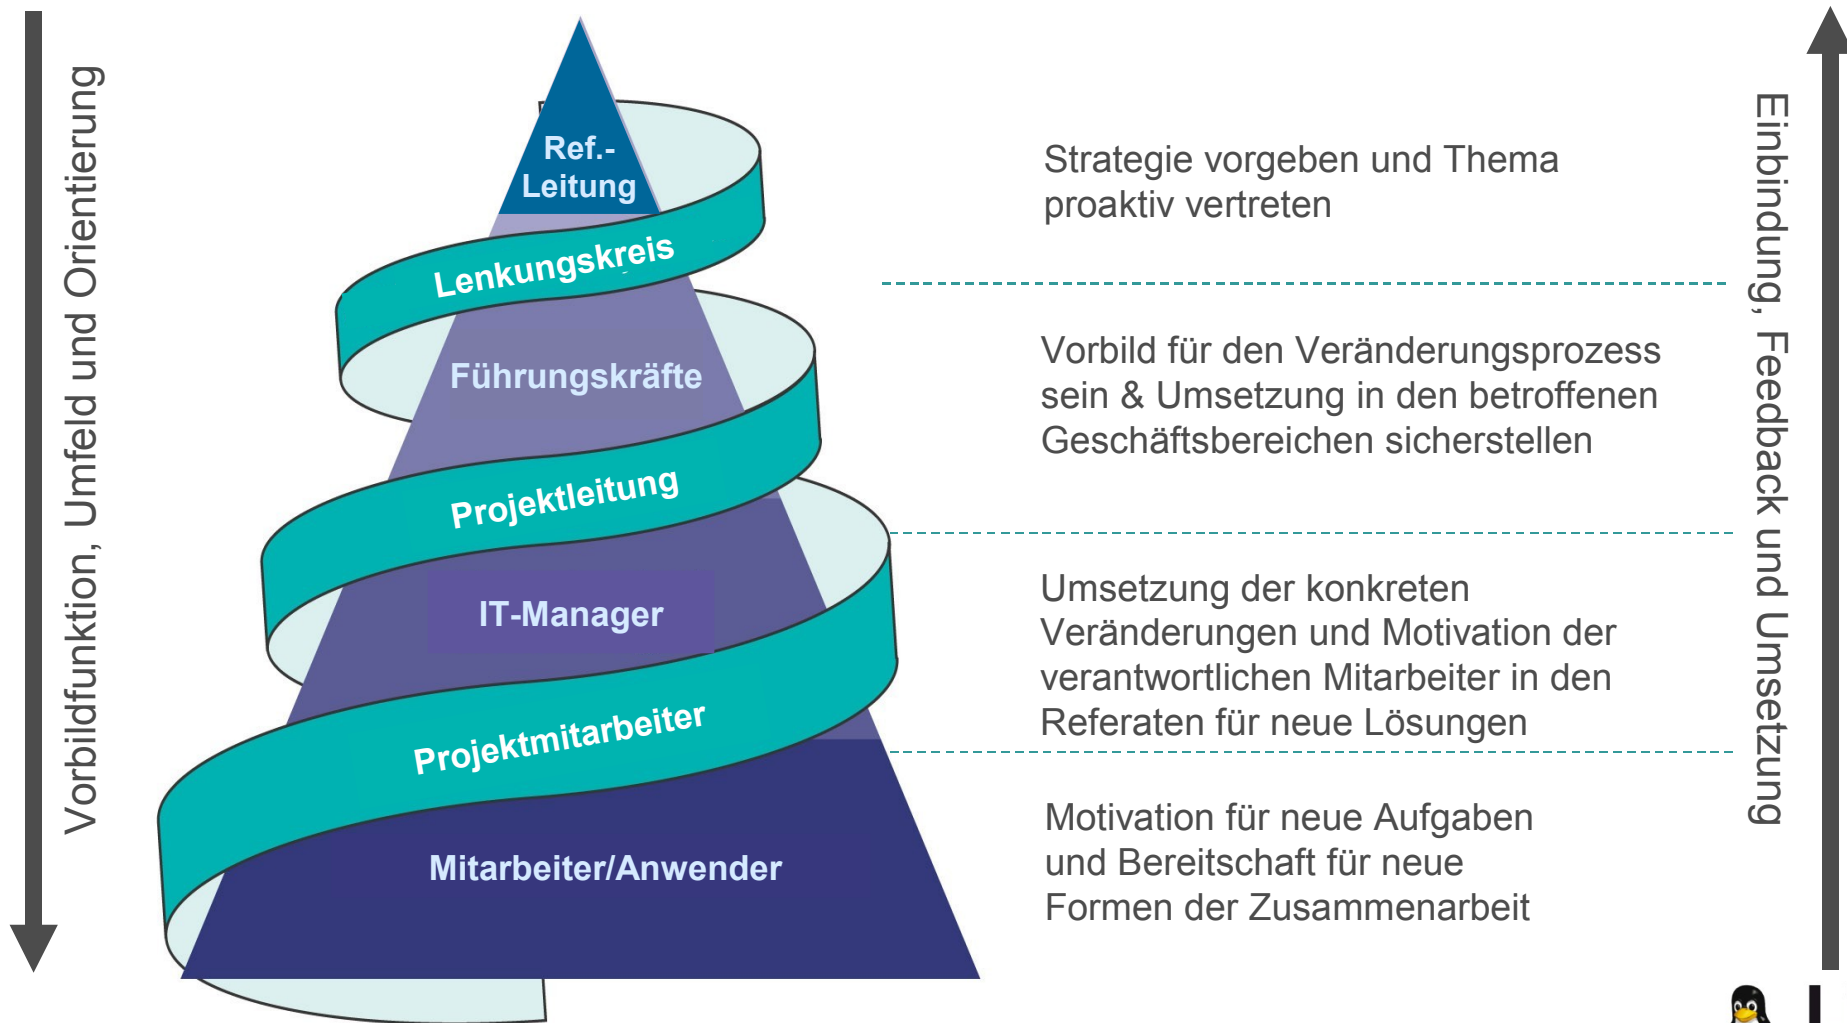 Vorbildfunktion, Umfeld und Orientierung
Ref.-
Leitung
Lenkungskreis
Führungskräfte
Projektleitung
IT-Manager
Projektmitarbeiter
Mitarbeiter/Anwender
Strategie vorgeben und Thema
proaktiv vertreten
Vorbild für den Veränderungsprozess
sein & Umsetzung in den betroffenen
Geschäftsbereichen sicherstellen
Umsetzung der konkreten
Veränderungen und Motivation der
verantwortlichen Mitarbeiter in den
Referaten für neue Lösungen
Motivation für neue Aufgaben
und Bereitschaft für neue
Formen der Zusammenarbeit
Einbindung, Feedback und Umsetzung